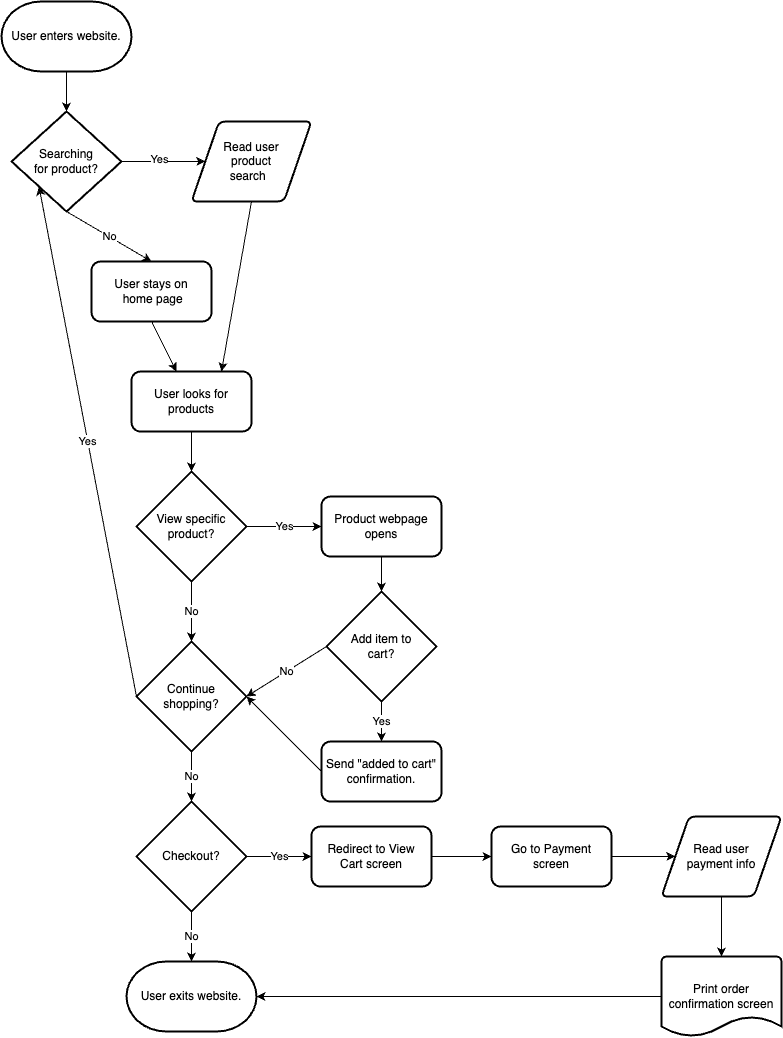 User enters website.
Searching
for product?
Yes
Read user
product
search
No
User stays on
home page
User looks for
products
Yes
View specific
product?
Yes
Product webpage
opens
No
Add item to
cart?
No
Continue
shopping?
Yes
Send "added to cart"
confirmation.
No
Checkout?
Yes
Redirect to View
Cart screen
Go to Payment
screen
Read user
payment info
No
User exits website.
Print order
confirmation screen